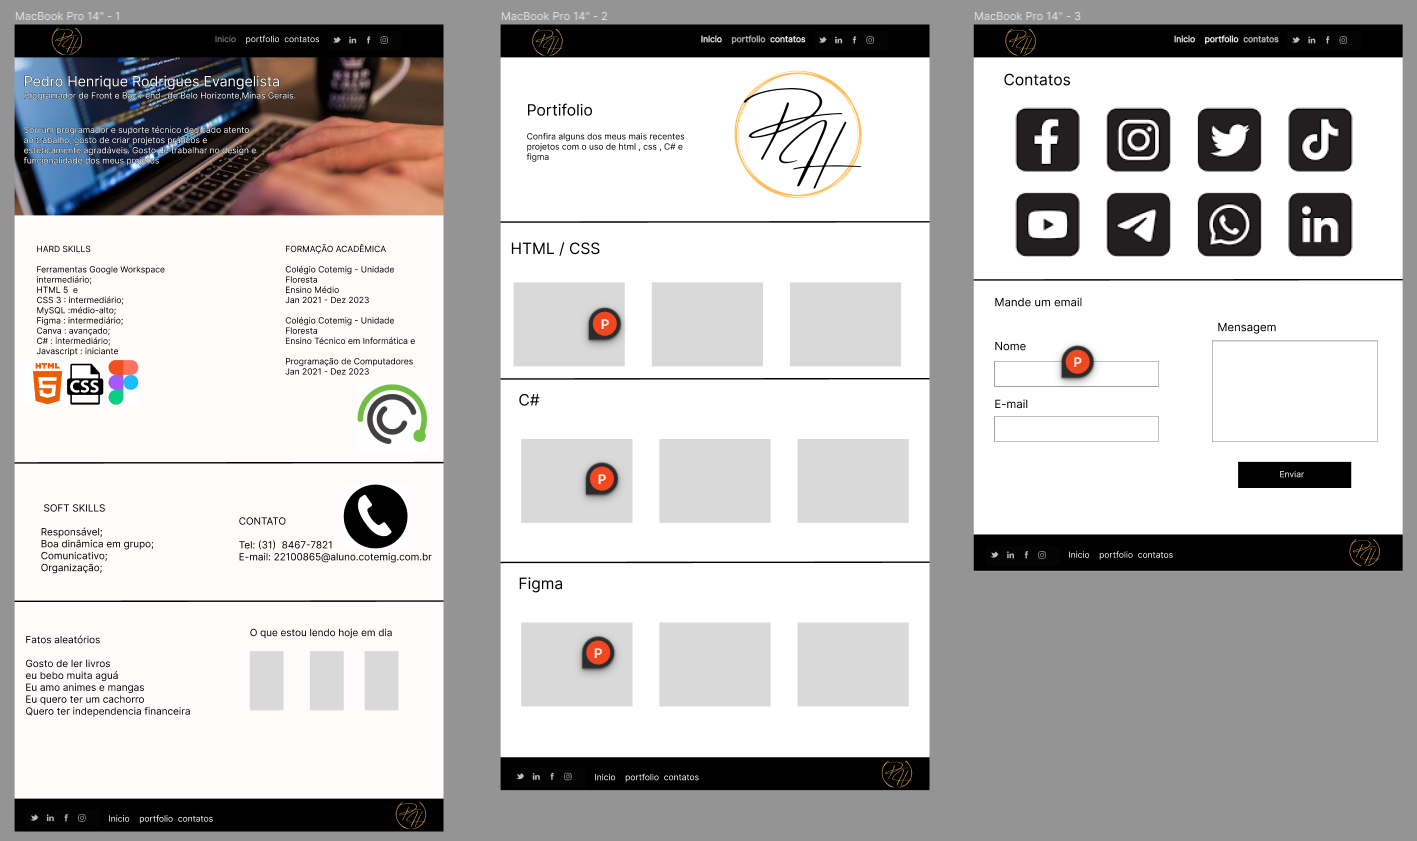 MacBook Pro 14" - 1
Inicio portfolio contatos
Pedro Henrique Rodrigues Evangelista
Programador de Front e Back-end de Belo Horizonte,Minas Gerais.
Sou um programador e suporte técnico dedicado atento
ao trabalho, gosto de criar projetos práticos e
esteticamente agradáveis. Gosto de trabalhar no design e
funcionalidade dos meus projetos
HARD SKILLS
Ferramentas Google Workspace
intermediário;
HTML 5 e
CSS 3 : intermediário;
MySQL :médio-alto;
Figma : intermediário;
Canva : avançado;
C# : intermediário;
Javascript : iniciante
HTML
5
CSS
FORMAÇÃO ACADÊMICA
Colégio Cotemig - Unidade
Floresta
Ensino Médio
Jan 2021 - Dez 2023
Colégio Cotemig - Unidade
Floresta
Ensino Técnico em Informática e
Programação de Computadores
Jan 2021 - Dez 2023
SOFT SKILLS
Responsável;
Boa dinâmica em grupo;
Comunicativo;
Organização;
CONTATO
Tel: (31) 8467-7821
E-mail: 22100865@aluno.cotemig.com.br
Fatos aleatórios
Gosto de ler livros
eu bebo muita aguá
Eu amo animes e mangas
Eu quero ter um cachorro
Quero ter independencia financeira
O que estou lendo hoje em dia
Inicio portfolio contatos
MacBook Pro 14" - 2
Inicio portfolio contatos
Portifolio
Confira alguns dos meus mais recentes
projetos com o uso de html , css , C# e
figma
PH
HTML / CSS
P
C#
P
Figma
P
Inicio portfolio contatos
MacBook Pro 14" - 3
Inicio portfolio contatos
Contatos
Mande um email
Nome
P
E-mail
Mensagem
Enviar
Inicio portfolio contatos